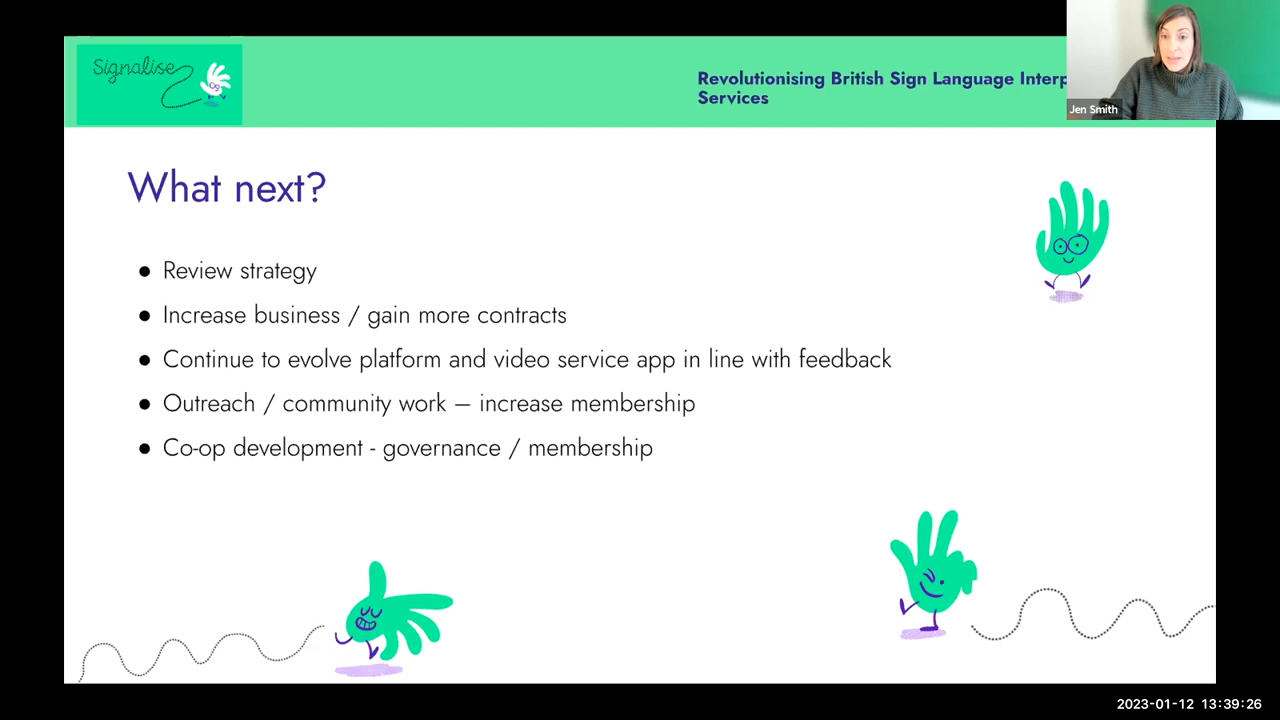 Signalise
Revolutionising British Sign Language
Services
Jen Smith
What next?
● Review strategy
● Increase business / gain more contracts
● Continue to evolve platform and video service app in line with feedback
● Outreach / community work – increase membership
● Co-op development - governance / membership
2023-01-12 13:39:26